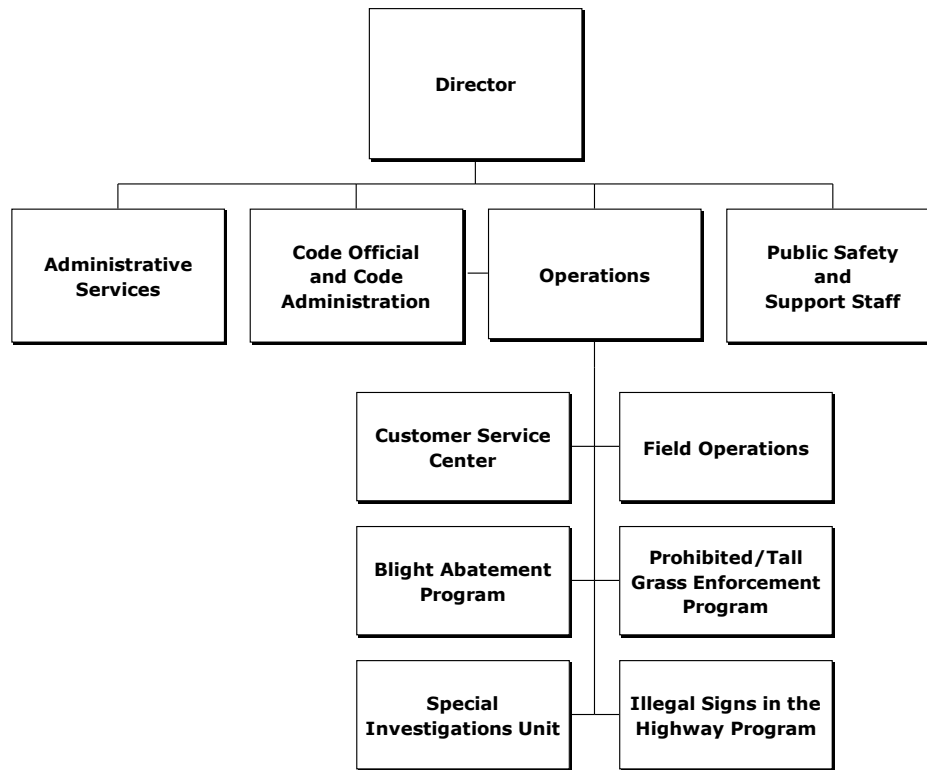 Director
Administrative
Services
Code Official
and Code
Administration
Operations
Public Safety
and
Support Staff
Customer Service
Center
Field Operations
Blight Abatement
Program
Prohibited/Tall
Grass Enforcement
Program
Special
Investigations Unit
Illegal Signs in the
Highway Program